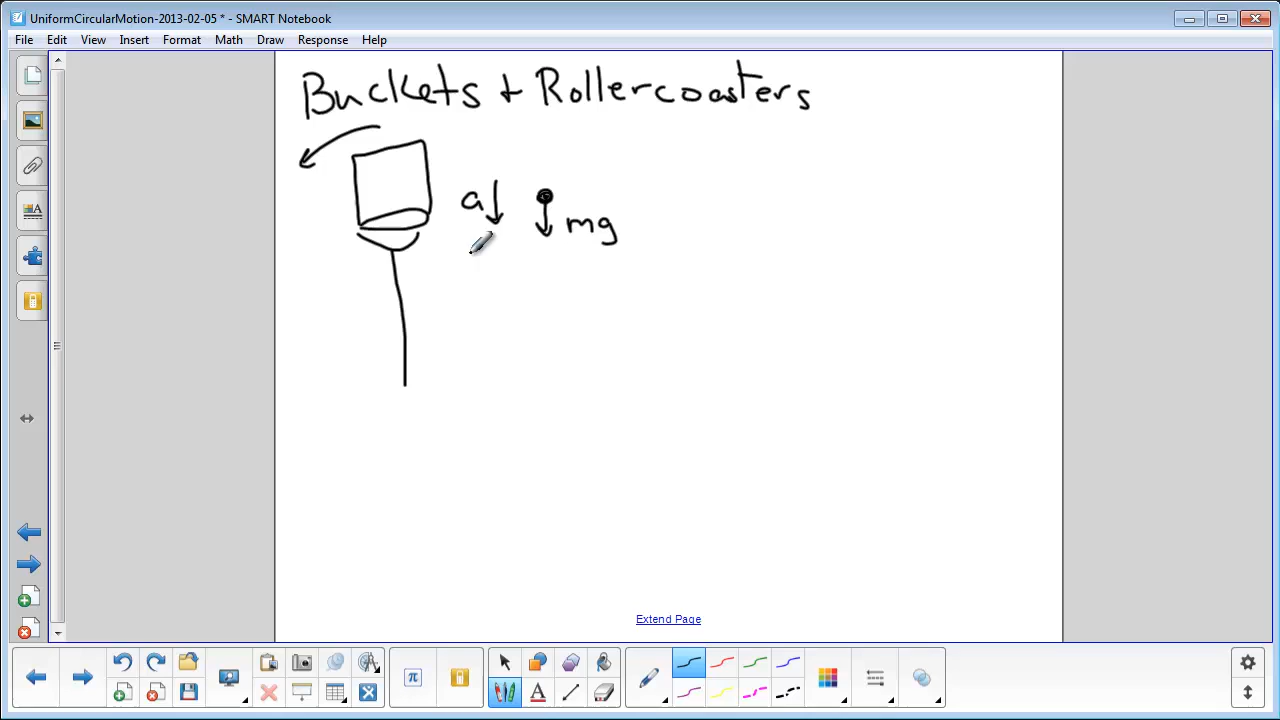 UniformCircularMotion-2013-02-05 * - SMART Notebook
File Edit View Insert Format Math Draw Response Help
Buckets + Rollercoasters
a
mg
Extend Page
π
A